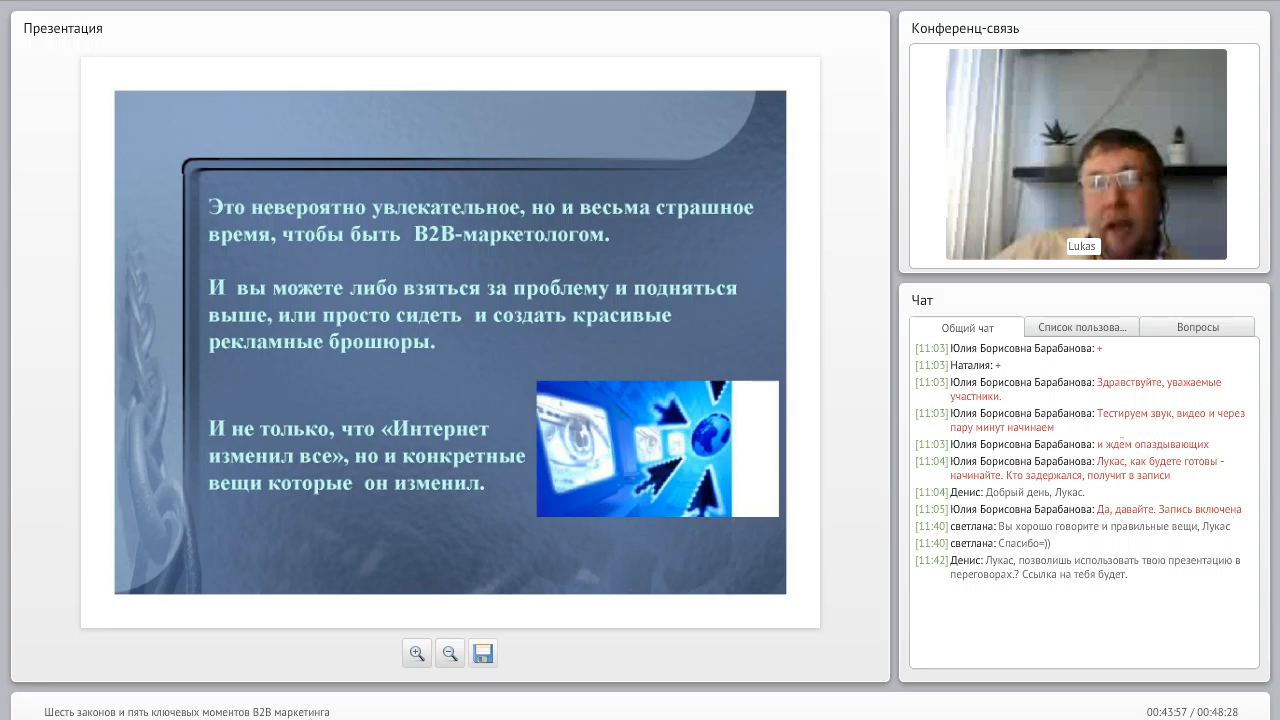 Презентация
Это невероятно увлекательное, но и весьма страшное
время, чтобы быть В2В-маркетологом.
И вы можете либо взяться за проблему и подняться
выше, или просто сидеть и создать красивые
рекламные брошюры.
И не только, что «Интернет
изменил все», но и конкретные
вещи которые он изменил.
Конференц-связь
Lukas
Чат
Общий чат
Список пользова...
Вопросы
[11:03] Юлия Борисовна Барабанова: +
[11:03] Наталия: +
[11:03] Юлия Борисовна Барабанова: Здравствуйте, уважаемые
участники.
[11:03] Юлия Борисовна Барабанова: Тестируем звук, видео и через
пару минут начинаем
[11:03] Юлия Борисовна Барабанова: и ждём опаздывающих
[11:04] Юлия Борисовна Барабанова: Лукас, как будете готовы -
начинайте. Кто задержался, получит в записи
[11:04] Денис: Добрый день, Лукас.
[11:05] Юлия Борисовна Барабанова: Да, давайте. Запись включена
[11:40] светлана: Вы хорошо говорите и правильные вещи, Лукас
[11:40] светлана: Спасибо=))
[11:42] Денис: Лукас, позволишь использовать твою презентацию в
переговорах.? Ссылка на тебя будет.
Шесть законов и пять ключевых моментов B2B маркетинга
00:43:57 / 00:48:28